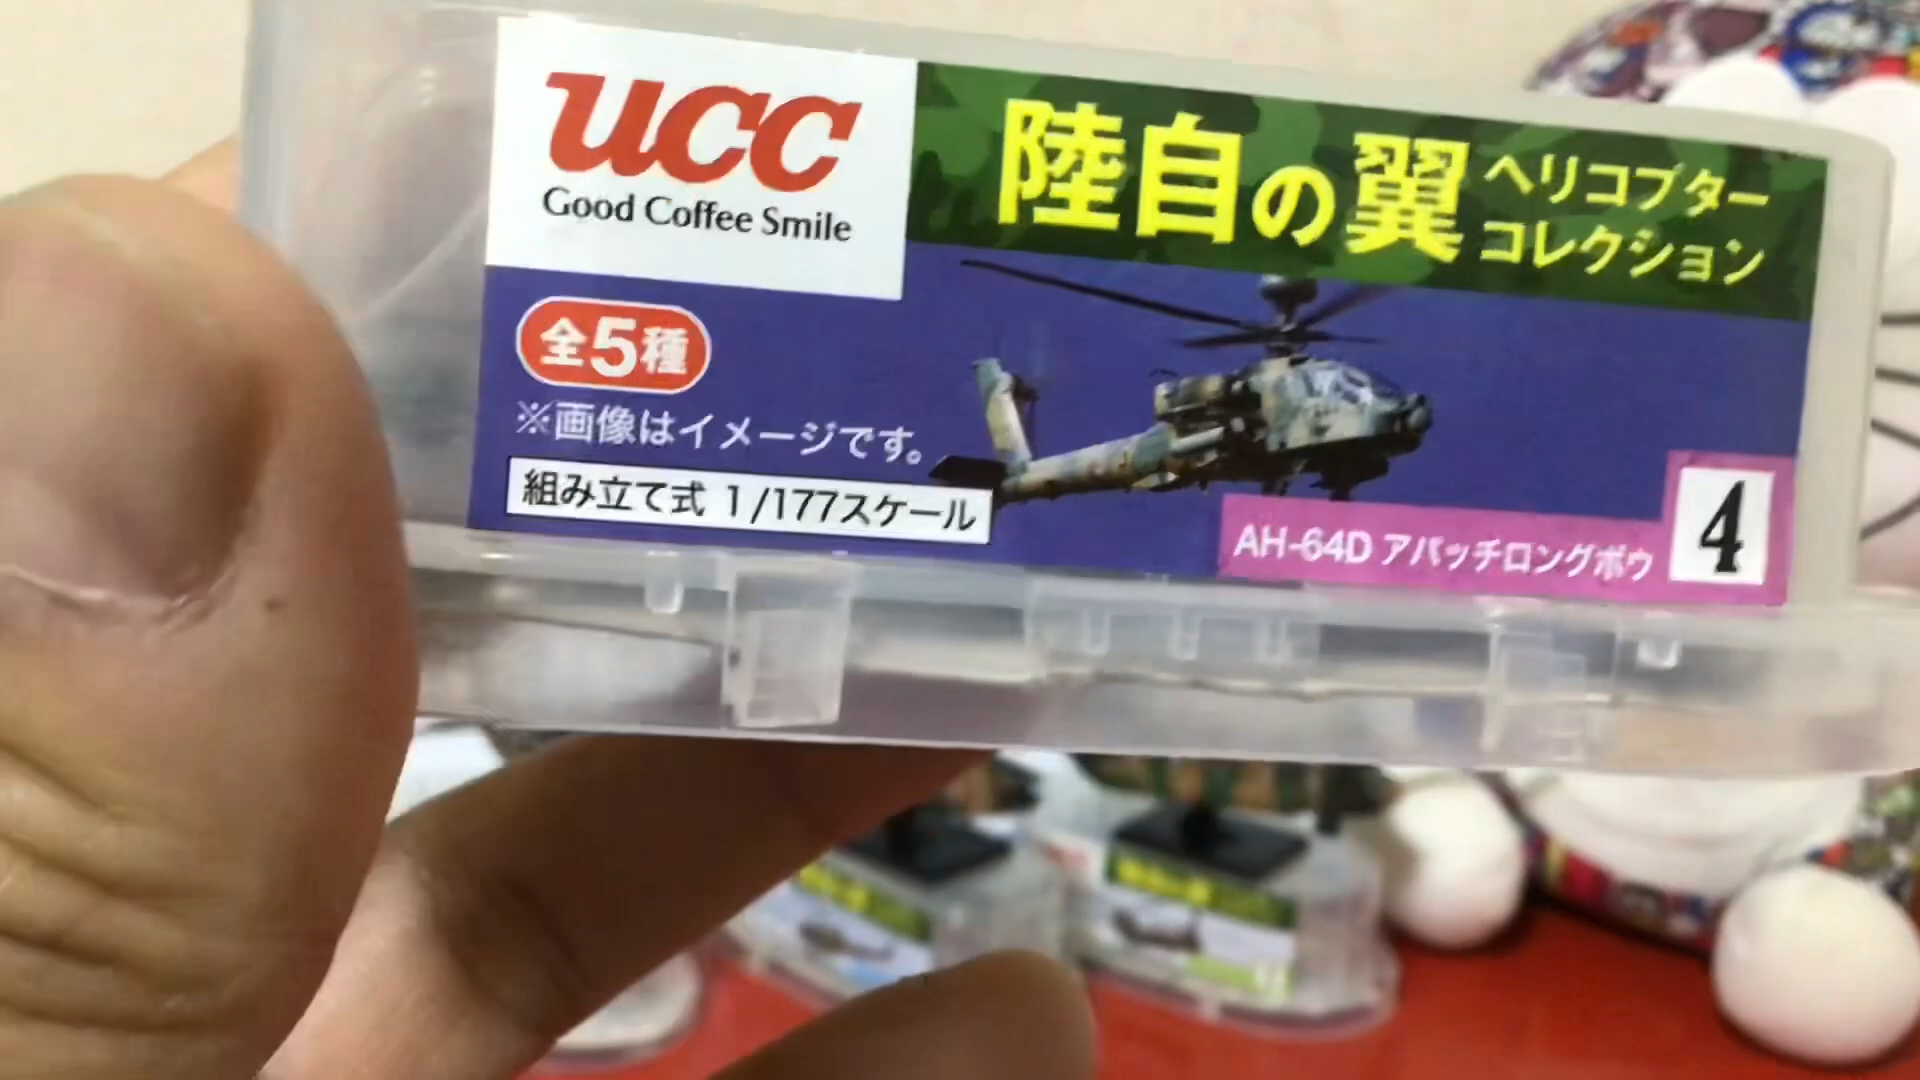 ucc
Good Coffee Smile
陸自の翼 ヘリコプター
コレクション
全5種
※画像はイメージです。
組み立て式 1/177スケール
AH-64D アパッチロングボウ
4